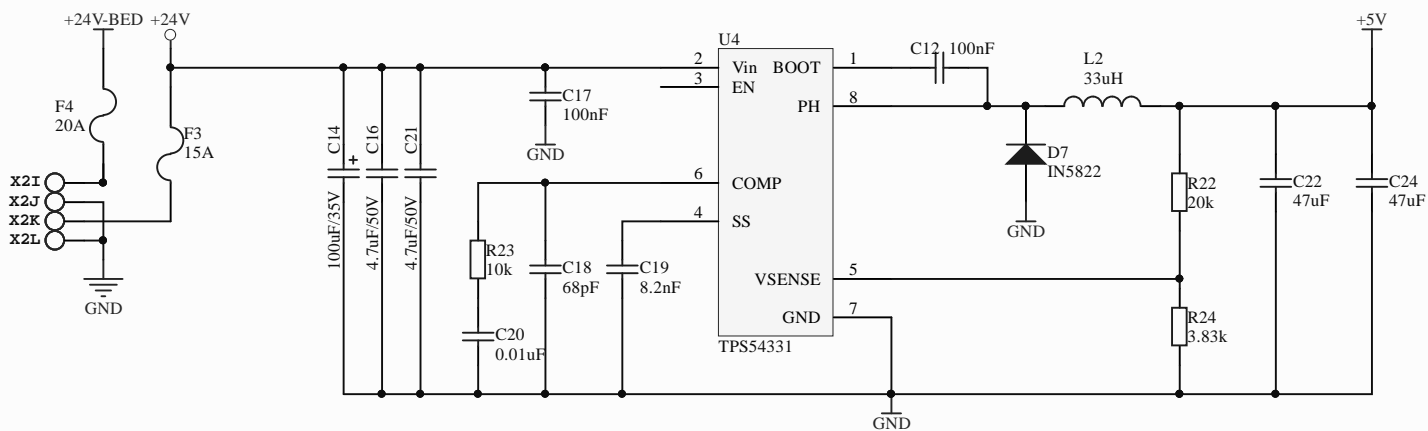 +24V-BED
+24V
F4
20A
F3
15A
X2I
X2J
X2K
X2L
GND
C14
+
100uF/35V
C16
4.7uF/50V
C21
4.7uF/50V
C17
100nF
GND
R23
10k
C20
0.01uF
C18
68pF
C19
8.2nF
U4
2
Vin
3
EN
6
COMP
4
SS
BOOT
1
PH
8
VSENSE
5
GND
7
TPS54331
C12 100nF
D7
IN5822
GND
L2
33uH
R22
20k
R24
3.83k
C22
47uF
+5V
C24
47uF
GND